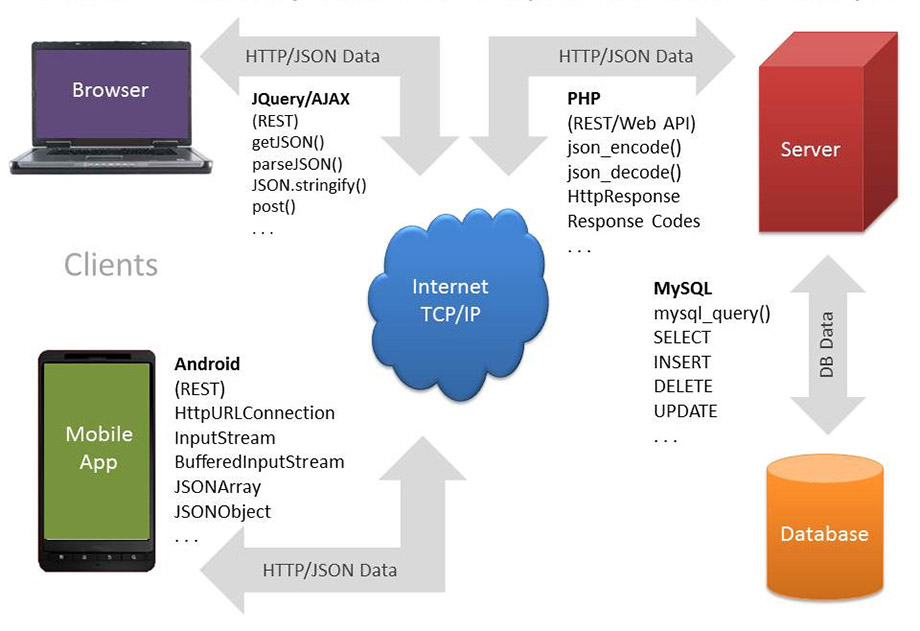 HTTP/JSON Data
HTTP/JSON Data
Browser
JQuery/AJAX
(REST)
getJSON()
parseJSON()
JSON.stringify()
post()
. . .
PHP
(REST/Web API)
json_encode()
json_decode()
HttpResponse
Response Codes
. . .
Server
Clients
Internet
TCP/IP
MySQL
mysql_query()
SELECT
INSERT
DELETE
UPDATE
. . .
DB Data
Mobile
App
Android
(REST)
HttpURLConnection
InputStream
BufferedInputStream
JSONArray
JSONObject
. . .
HTTP/JSON Data
Database